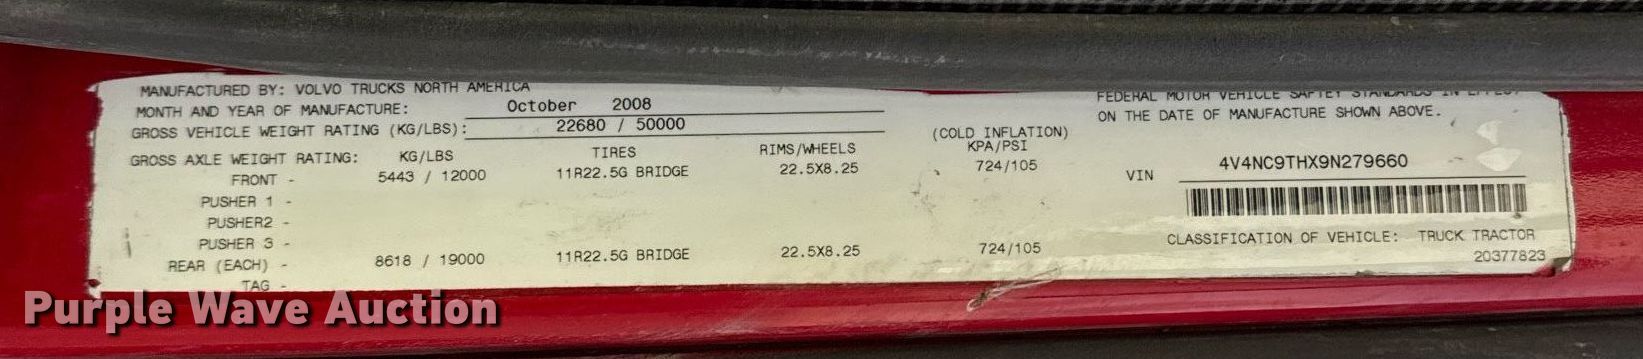 MANUFACTURED BY: VOLVO TRUCKS NORTH AMERICA
MONTH AND YEAR OF MANUFACTURE: October 2008
GROSS VEHICLE WEIGHT RATING (KG/LBS): 22680 / 50000
GROSS AXLE WEIGHT RATING: KG/LBS TIRES RIMS/WHEELS (COLD INFLATION) KPA/PSI
FRONT - 5443 / 12000 11R22.5G BRIDGE 22.5X8.25 724/105
PUSHER 1 -
PUSHER2 -
PUSHER 3 -
REAR (EACH) - 8618 / 19000 11R22.5G BRIDGE 22.5X8.25 724/105
TAG -
FEDERAL MOTOR VEHICLE SAFTEY STANDARDS IN EFFECT
ON THE DATE OF MANUFACTURE SHOWN ABOVE.
VIN 4V4NC9THX9N279660
CLASSIFICATION OF VEHICLE: TRUCK TRACTOR
20377823
Purple Wave Auction